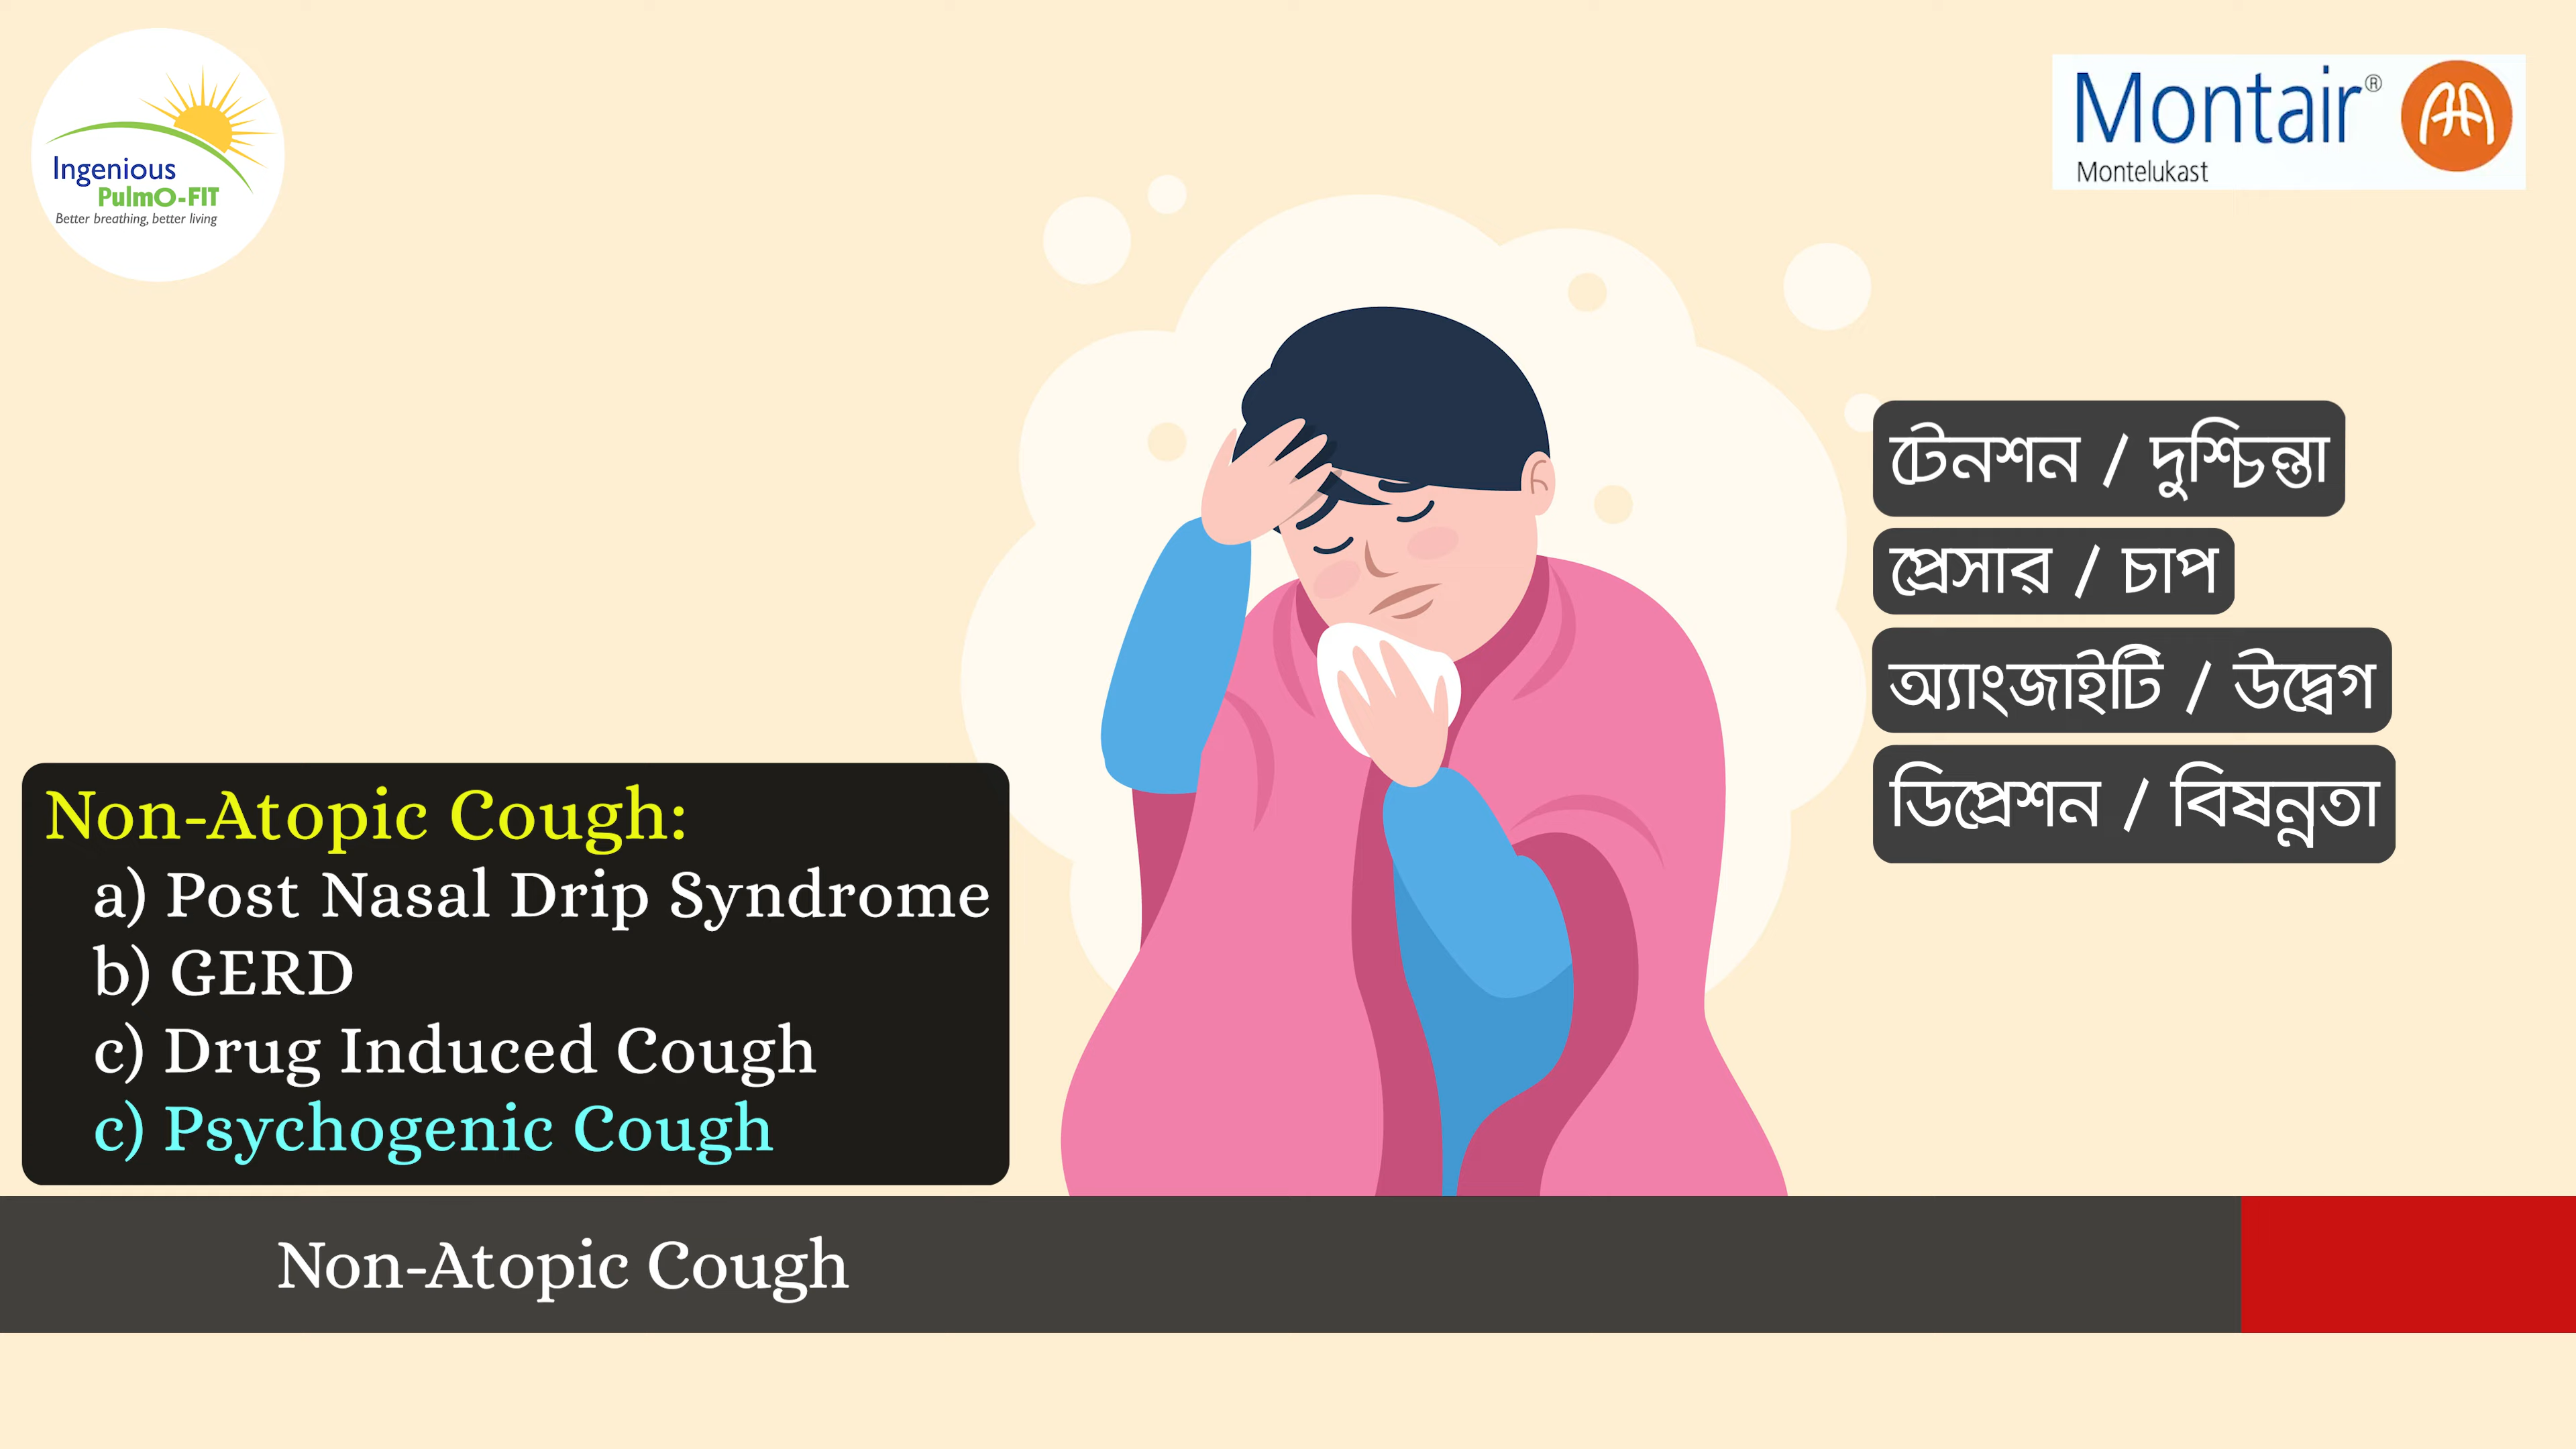 Ingenious
PulmO-FIT
Better breathing, better living
Montair®
Montelukast
টেনশন / দুশ্চিন্তা
প্রেসার / চাপ
অ্যাংজাইটি / উদ্বেগ
ডিপ্রেশন / বিষন্নতা
Non-Atopic Cough:
a) Post Nasal Drip Syndrome
b) GERD
c) Drug Induced Cough
c) Psychogenic Cough
Non-Atopic Cough